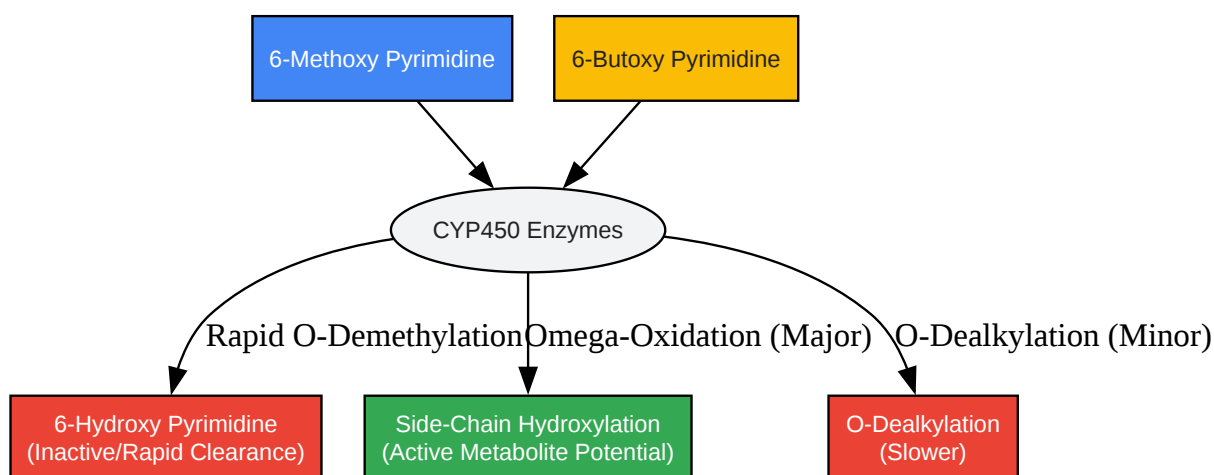 6-Methoxy Pyrimidine
6-Butoxy Pyrimidine
CYP450 Enzymes
Rapid O-Demethylation
Omega-Oxidation (Major)
O-Dealkylation (Minor)
6-Hydroxy Pyrimidine
(Inactive/Rapid Clearance)
Side-Chain Hydroxylation
(Active Metabolite Potential)
O-Dealkylation
(Slower)